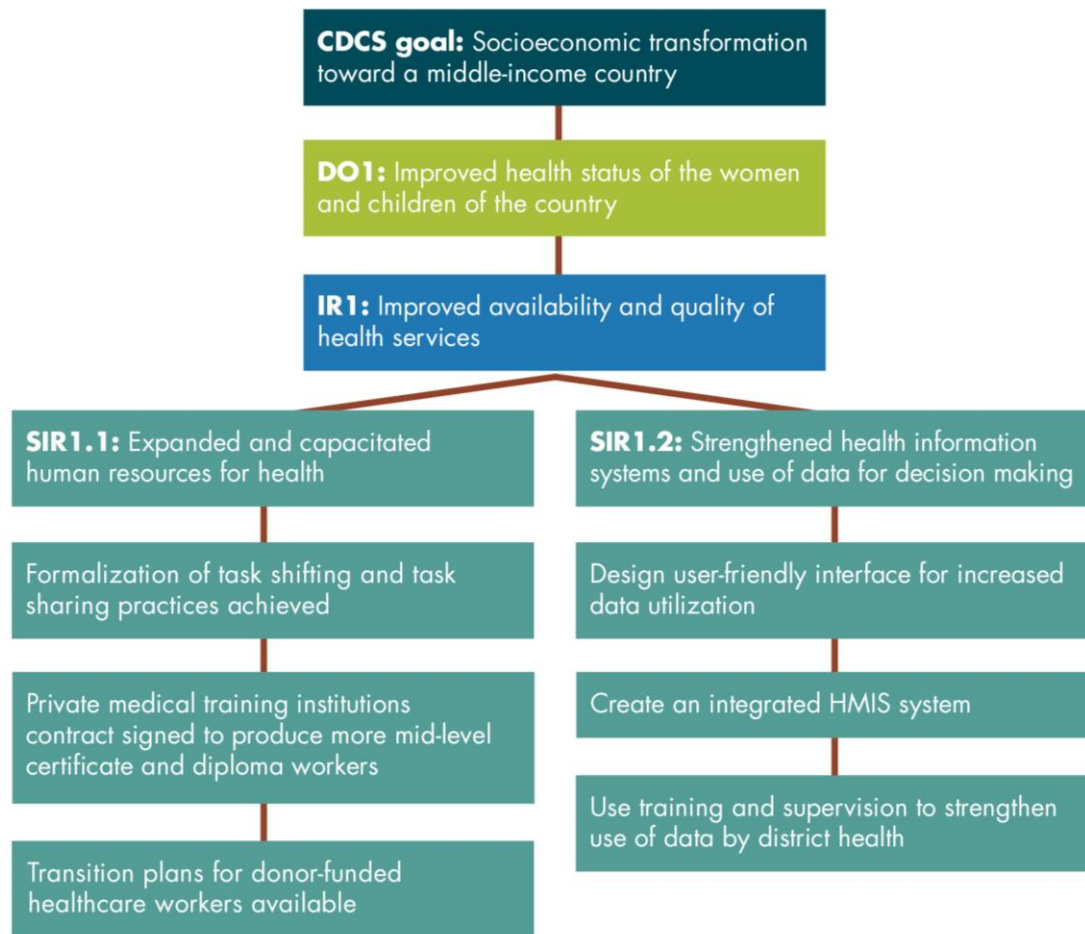 CDCS goal: Socioeconomic transformation
toward a middle-income country
DO1: Improved health status of the women
and children of the country
IR1: Improved availability and quality of
health services
SIR1.1: Expanded and capacitated
human resources for health
Formalization of task shifting and task
sharing practices achieved
Private medical training institutions
contract signed to produce more mid-level
certificate and diploma workers
Transition plans for donor-funded
healthcare workers available
SIR1.2: Strengthened health information
systems and use of data for decision making
Design user-friendly interface for increased
data utilization
Create an integrated HMIS system
Use training and supervision to strengthen
use of data by district health